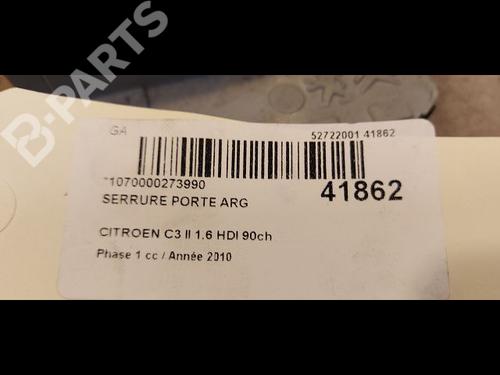 B-PARTS
GA
52722001 41862
*1070000273990
41862
SERRURE PORTE ARG
CITROEN C3 II 1.6 HDI 90ch
Phase 1 cc / Année 2010